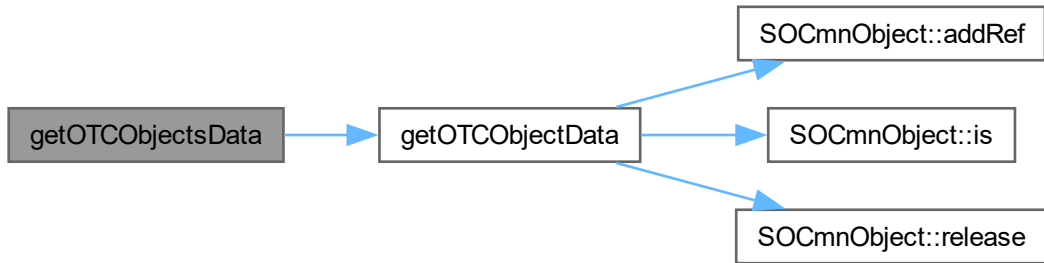 SOCmnObject::addRef
getOTCObjectsData
getOTCObjectData
SOCmnObject::is
SOCmnObject::release